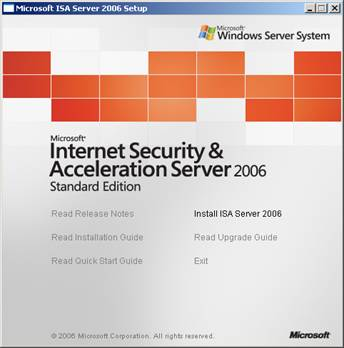 Microsoft ISA Server 2006 Setup
Microsoft
Windows Server System
Microsoft
Internet Security &
Acceleration Server 2006
Standard Edition
Read Release Notes
Install ISA Server 2006
Read Installation Guide
Read Upgrade Guide
Read Quick Start Guide
Exit
© 2006 Microsoft Corporation. All rights reserved.
Microsoft